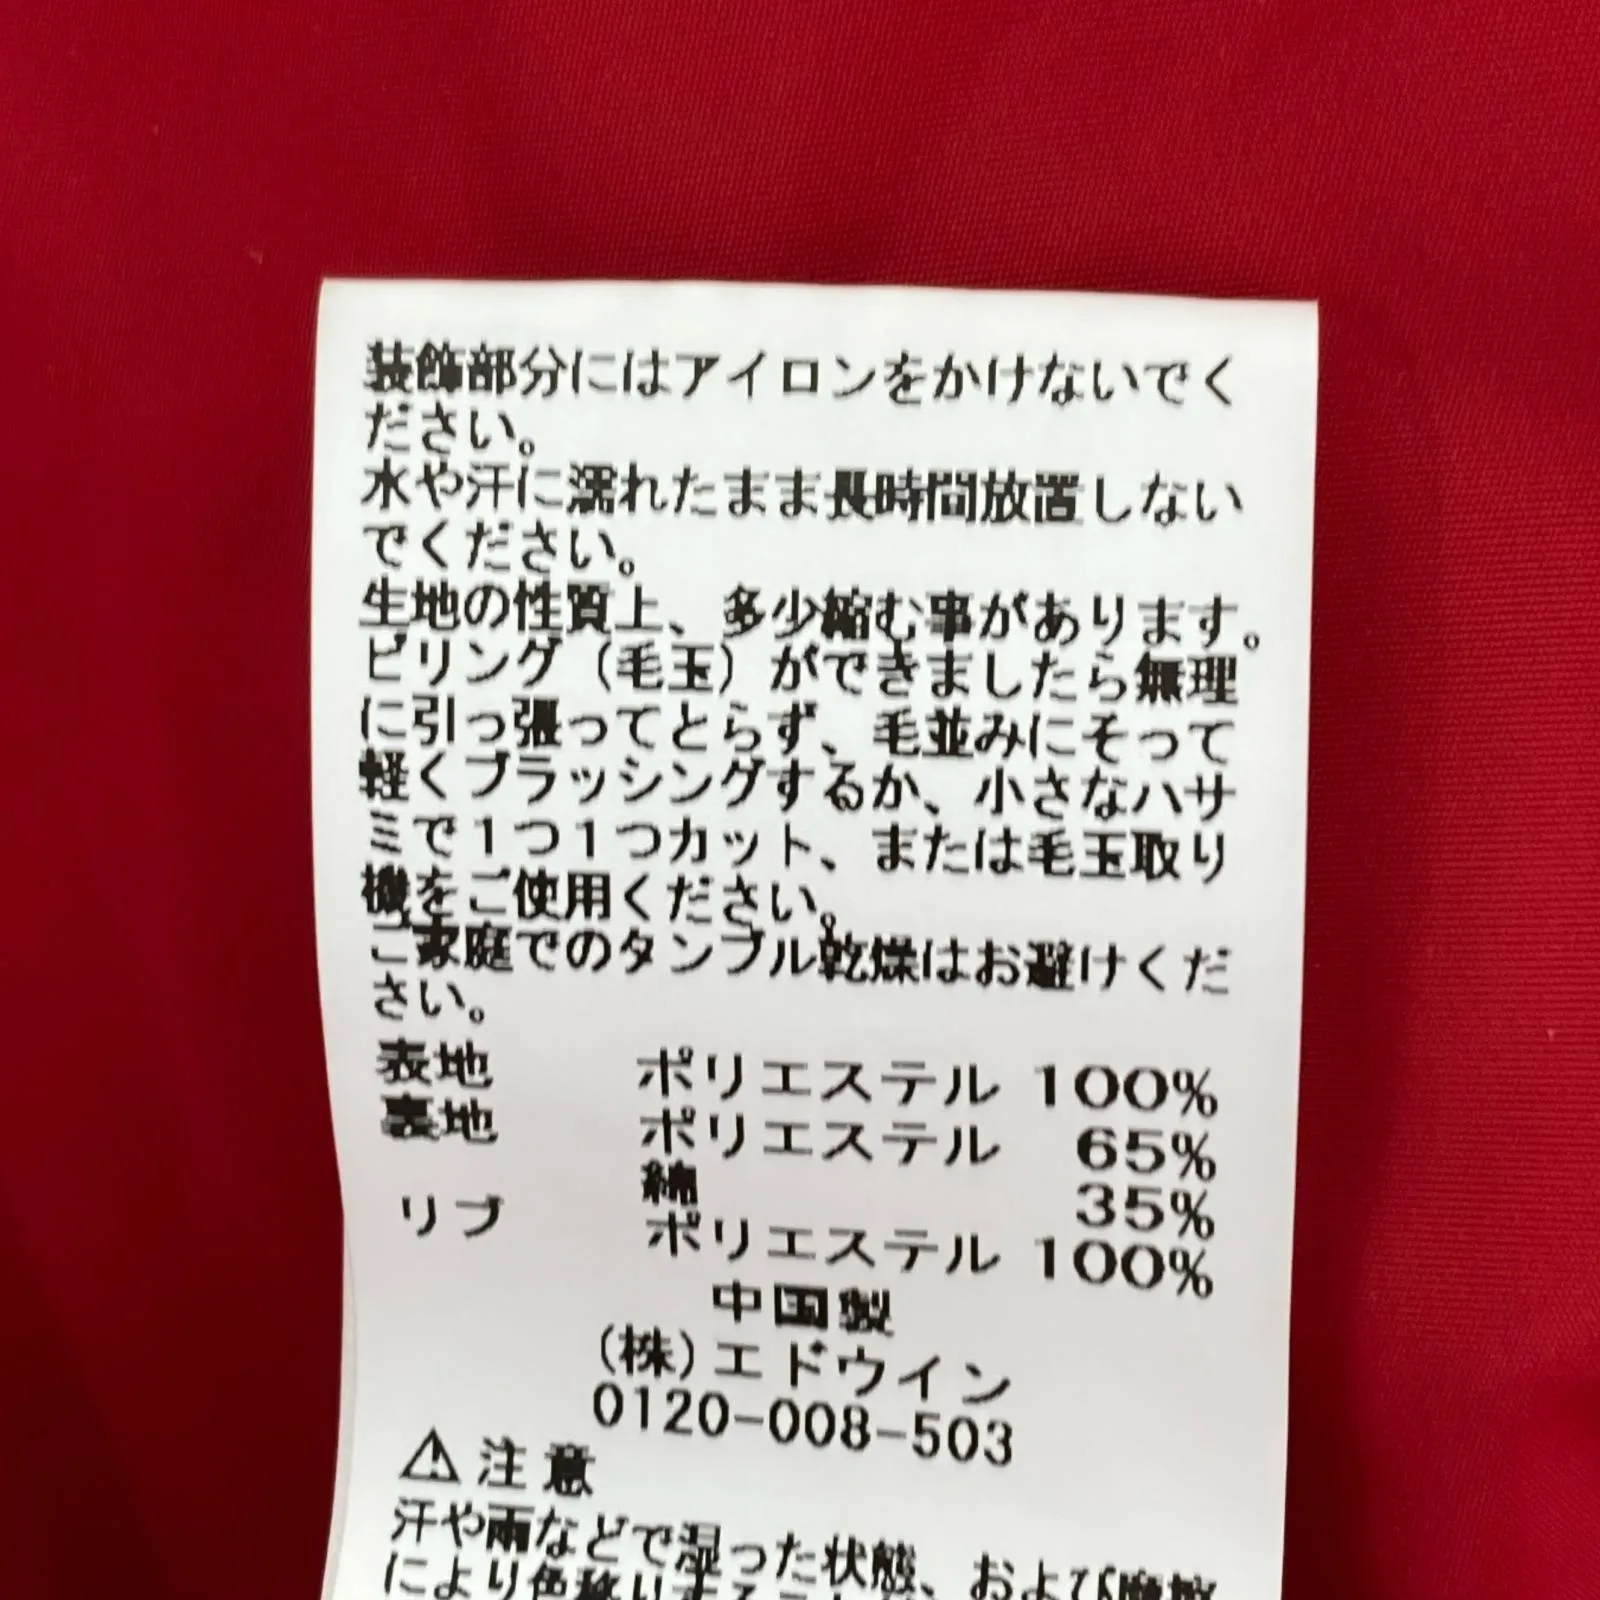 装飾部分にはアイロンをかけないでく
ださい。
水や汗に濡れたまま長時間放置しない
でください。
生地の性質上、多少縮む事があります。
ピリング（毛玉）ができましたら無理
に引っ張ってとらず、毛並みにそって
軽くブラッシングするか、小さなハサ
ミで1つ1つカット、または毛玉取り
機をご使用ください。
ご家庭でのタンブル乾燥はお避けくだ
さい。
表地 ポリエステル 100%
裏地 ポリエステル 65%
綿 35%
リブ ポリエステル 100%
中国製
(株)エドウイン
0120-008-503
⚠注意
汗や雨などで湿った状態、および摩擦
により色移りする